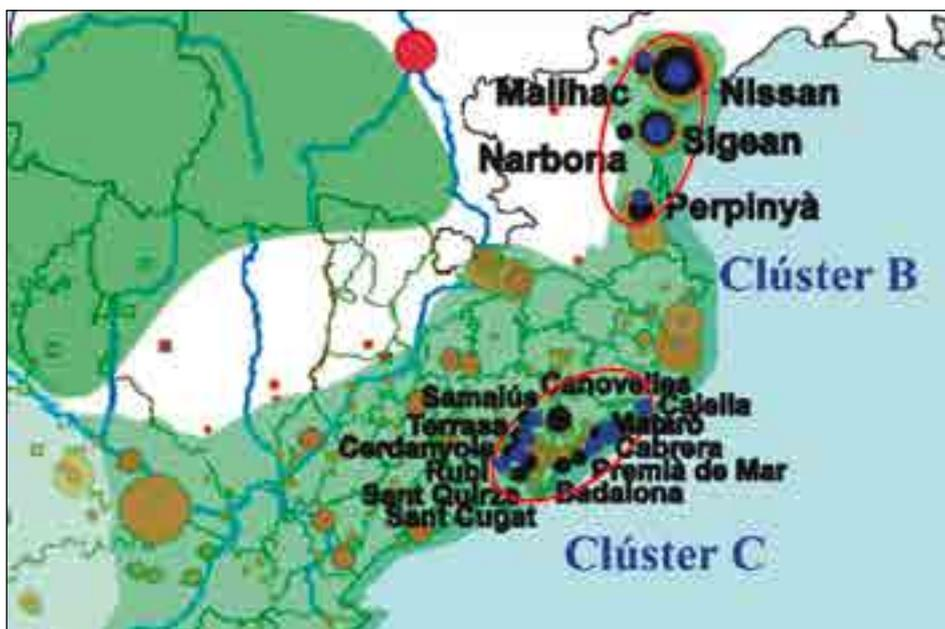 Mailhac Nissan
Narbona Sigean
Perpinyà
Clúster B
Canovelles
Samalús Calella
Terrassa Mataró
Cerdanyola Cabrera
Rubí Premià de Mar
Sant Quirze Badalona
Sant Cugat
Clúster C